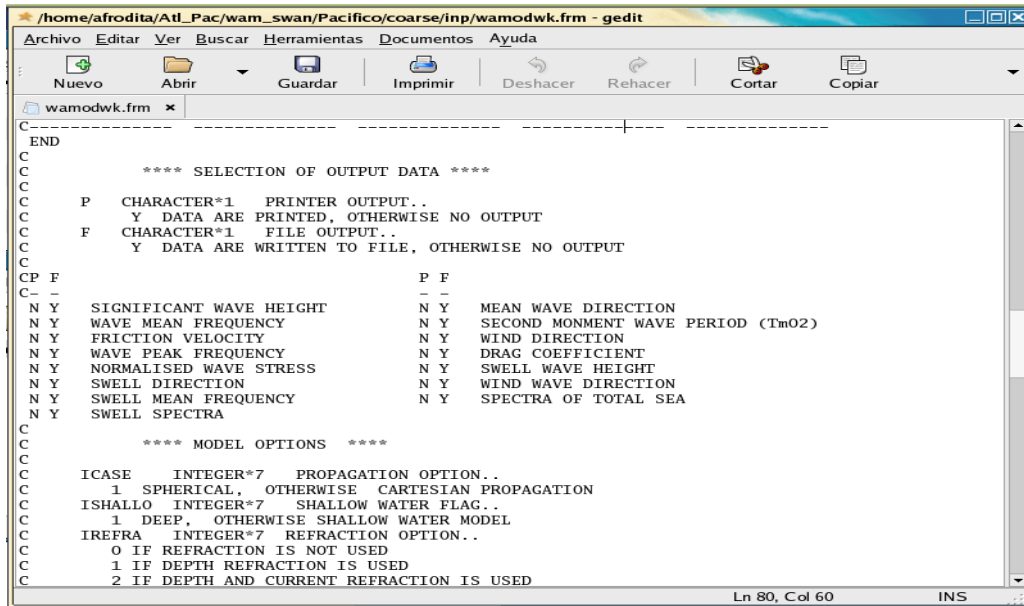 /home/afrodita/Atl_Pac/wam_swan/Pacifico/coarse/inp/wamodwk.frm - gedit
Archivo Editar Ver Buscar Herramientas Documentos Ayuda
Nuevo Abrir Guardar Imprimir Deshacer Rehacer Cortar Copiar
wamodwk.frm ×
C-------------- -------------- -------------- -------------- --------------
END
C
C **** SELECTION OF OUTPUT DATA ****
C
C P CHARACTER*1 PRINTER OUTPUT..
C Y DATA ARE PRINTED, OTHERWISE NO OUTPUT
C F CHARACTER*1 FILE OUTPUT..
C Y DATA ARE WRITTEN TO FILE, OTHERWISE NO OUTPUT
C
CP F P F
C- - - -
N Y SIGNIFICANT WAVE HEIGHT N Y MEAN WAVE DIRECTION
N Y WAVE MEAN FREQUENCY N Y SECOND MONMENT WAVE PERIOD (Tm02)
N Y FRICTION VELOCITY N Y WIND DIRECTION
N Y WAVE PEAK FREQUENCY N Y DRAG COEFFICIENT
N Y NORMALISED WAVE STRESS N Y SWELL WAVE HEIGHT
N Y SWELL DIRECTION N Y WIND WAVE DIRECTION
N Y SWELL MEAN FREQUENCY N Y SPECTRA OF TOTAL SEA
N Y SWELL SPECTRA
C
C **** MODEL OPTIONS ****
C
C ICASE INTEGER*7 PROPAGATION OPTION..
C 1 SPHERICAL, OTHERWISE CARTESIAN PROPAGATION
C ISHALLO INTEGER*7 SHALLOW WATER FLAG..
C 1 DEEP, OTHERWISE SHALLOW WATER MODEL
C IREFRA INTEGER*7 REFRACTION OPTION..
C 0 IF REFRACTION IS NOT USED
C 1 IF DEPTH REFRACTION IS USED
C 2 IF DEPTH AND CURRENT REFRACTION IS USED
Ln 80, Col 60 INS